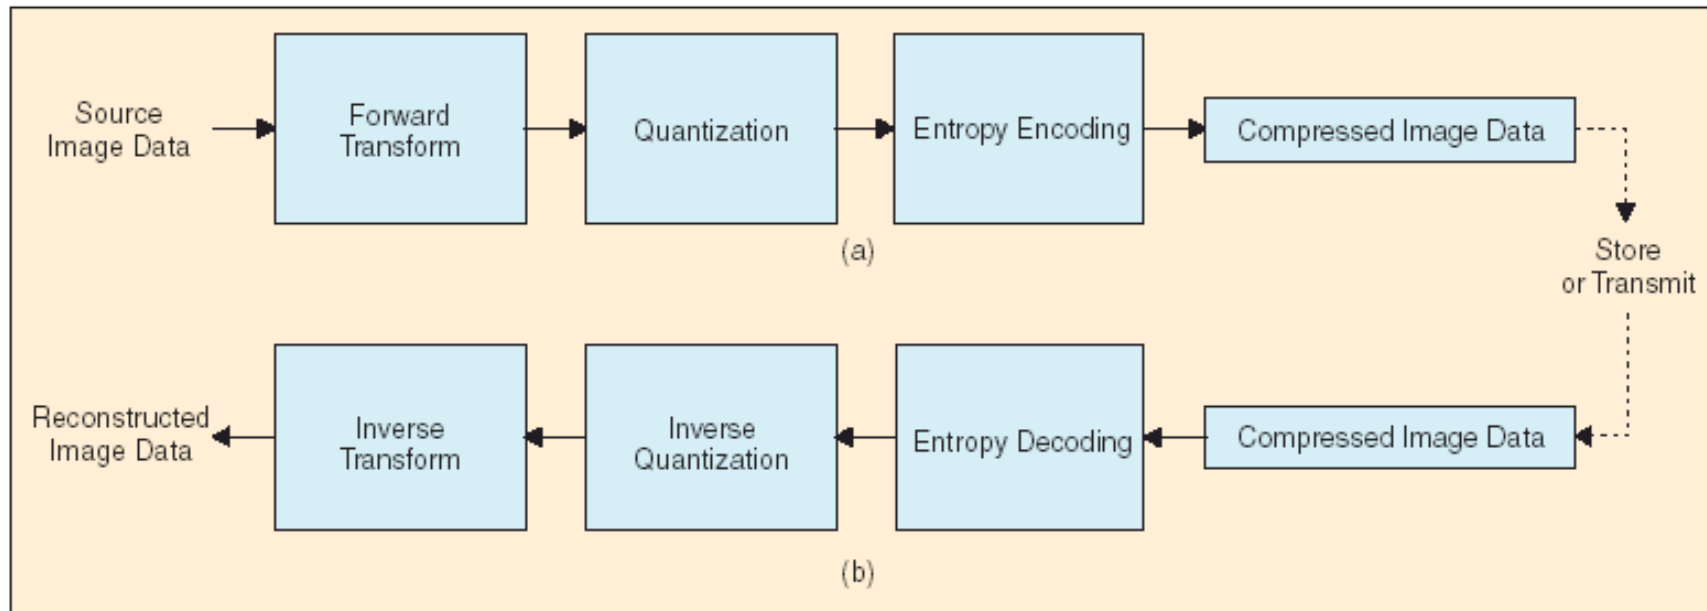 Source
Image Data
Forward
Transform
Quantization
Entropy Encoding
Compressed Image Data
(a)
Store
or Transmit
Reconstructed
Image Data
Inverse
Transform
Inverse
Quantization
Entropy Decoding
Compressed Image Data
(b)